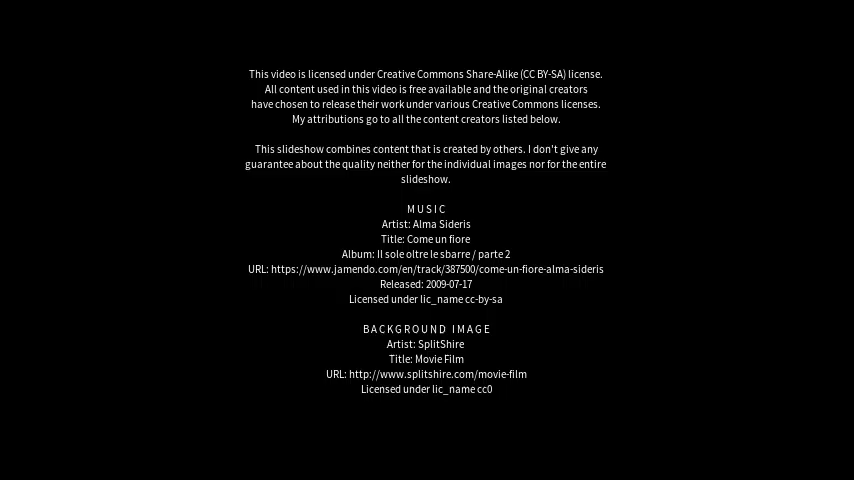 This video is licensed under Creative Commons Share-Alike (CC BY-SA) license.
All content used in this video is free available and the original creators
have chosen to release their work under various Creative Commons licenses.
My attributions go to all the content creators listed below.
This slideshow combines content that is created by others. I don't give any
guarantee about the quality neither for the individual images nor for the entire
slideshow.
MUSIC
Artist: Alma Sideris
Title: Come un fiore
Album: Il sole oltre le sbarre / parte 2
URL: https://www.jamendo.com/en/track/387500/come-un-fiore-alma-sideris
Released: 2009-07-17
Licensed under lic_name cc-by-sa
BACKGROUND IMAGE
Artist: SplitShire
Title: Movie Film
URL: http://www.splitshire.com/movie-film
Licensed under lic_name cc0